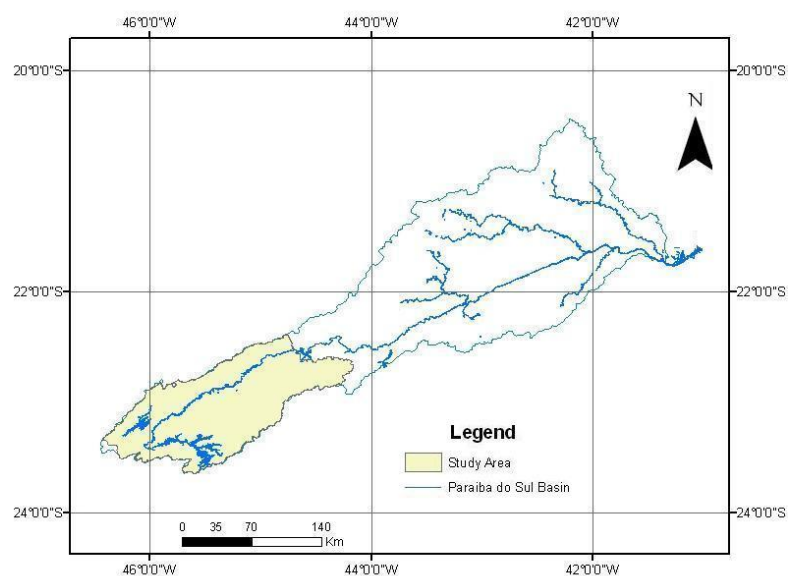 46°0'0"W 44°0'0"W 42°0'0"W
20°0'0"S 20°0'0"S
N
22°0'0"S 22°0'0"S
Legend
Study Area
Paraiba do Sul Basin
24°0'0"S 24°0'0"S
0 35 70 140
Km
46°0'0"W 44°0'0"W 42°0'0"W